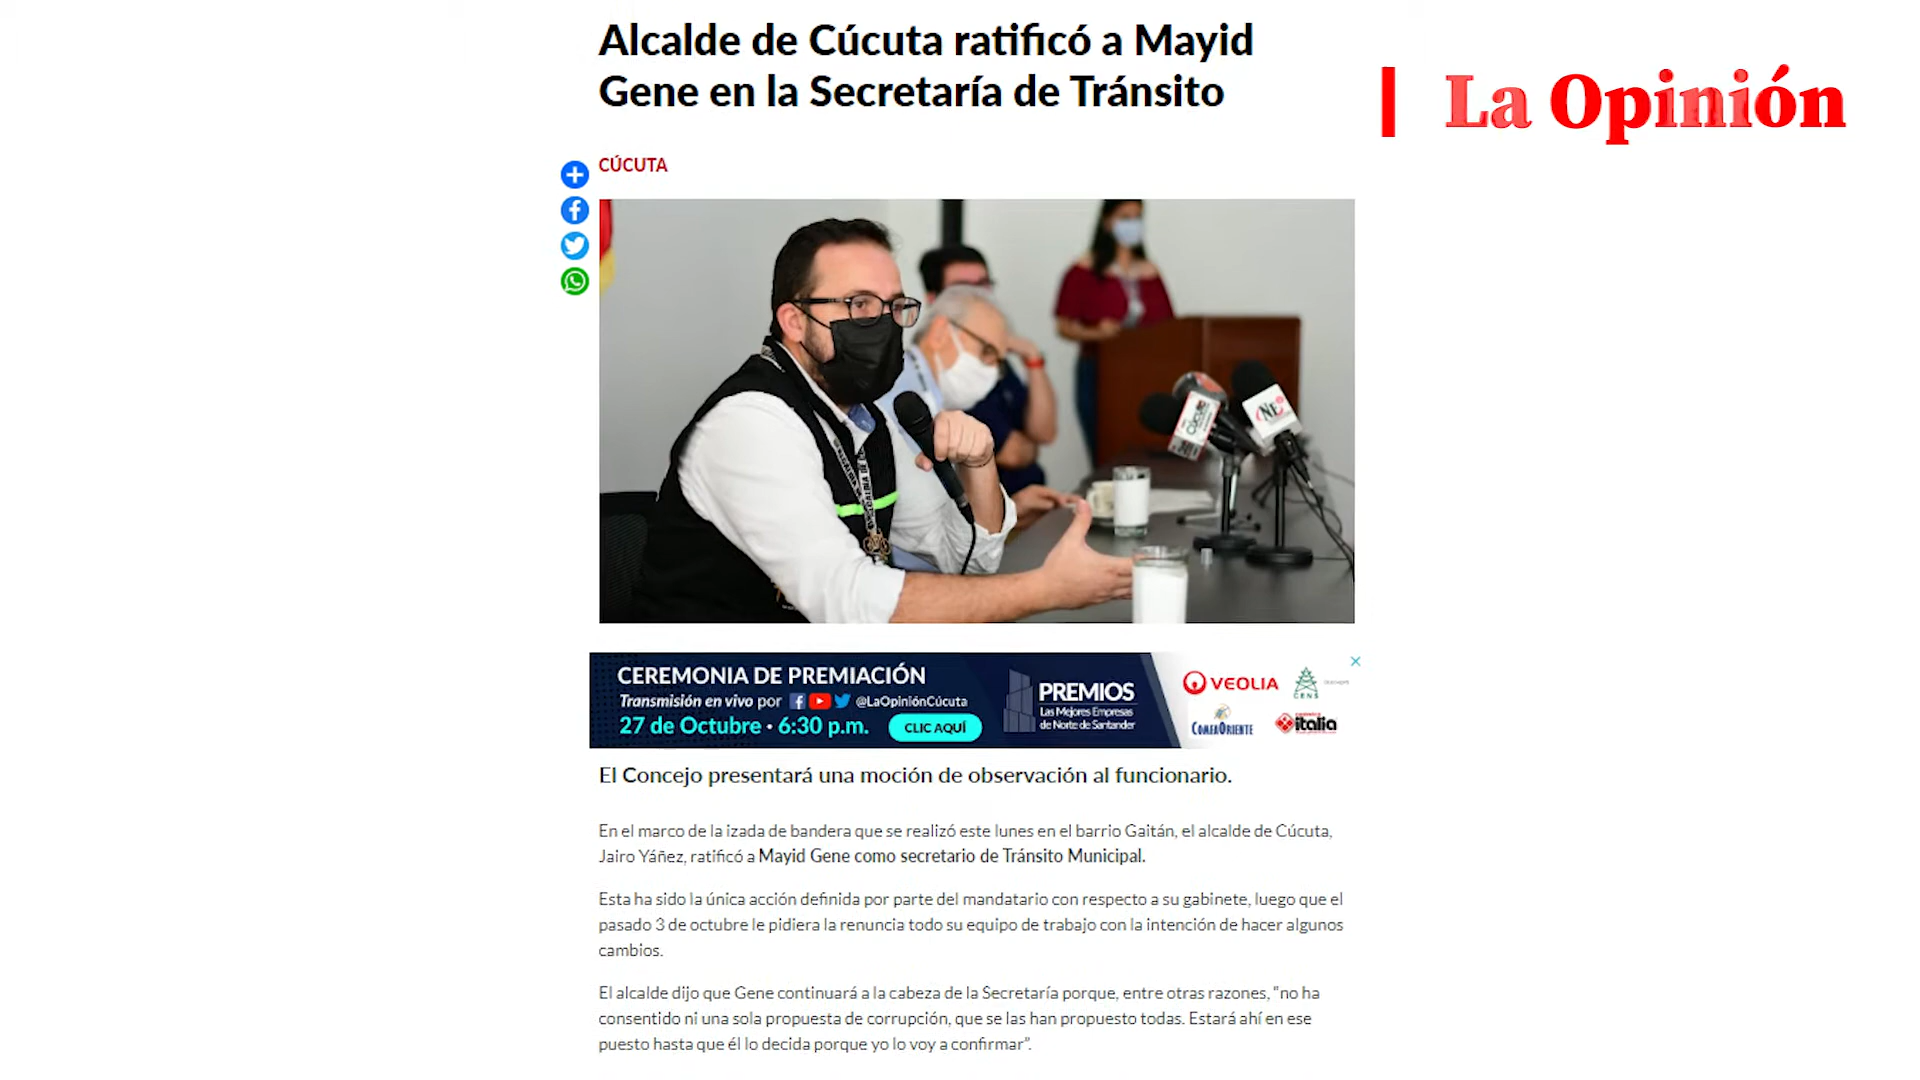 Alcalde de Cúcuta ratificó a Mayid
Gene en la Secretaría de Tránsito
La Opinión
CÚCUTA
CÚCUTA
NE
ALCALDIA DE
CEREMONIA DE PREMIACIÓN
Transmisión en vivo por @LaOpiniónCúcuta
27 de Octubre • 6:30 p.m.
CLIC AQUÍ
PREMIOS
Las Mejores Empresas
de Norte de Santander
VEOLIA
CENS
COMFAORIENTE
italia
El Concejo presentará una moción de observación al funcionario.
En el marco de la izada de bandera que se realizó este lunes en el barrio Gaitán, el alcalde de Cúcuta,
Jairo Yáñez, ratificó a Mayid Gene como secretario de Tránsito Municipal.
Esta ha sido la única acción definida por parte del mandatario con respecto a su gabinete, luego que el
pasado 3 de octubre le pidiera la renuncia todo su equipo de trabajo con la intención de hacer algunos
cambios.
El alcalde dijo que Gene continuará a la cabeza de la Secretaría porque, entre otras razones, “no ha
consentido ni una sola propuesta de corrupción, que se las han propuesto todas. Estará ahí en ese
puesto hasta que él lo decida porque yo lo voy a confirmar”.